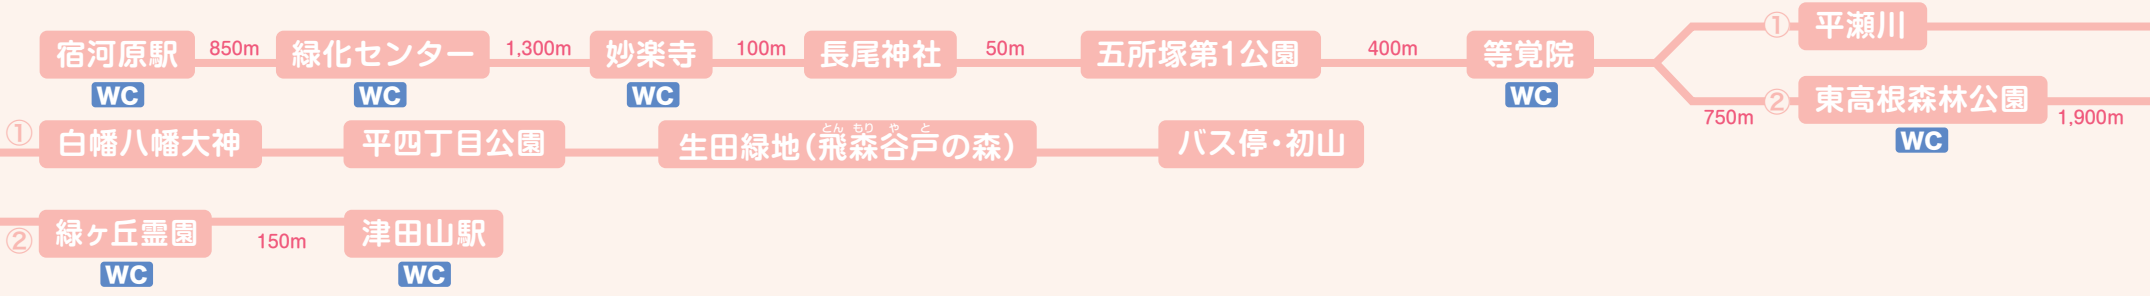 ① 平瀬川
宿河原駅 850m 緑化センター 1,300m 妙楽寺 100m 長尾神社 50m 五所塚第1公園 400m 等覚院
WC WC WC WC
750m ② 東高根森林公園 1,900m
WC
とん もり や と
① 白幡八幡大神 平四丁目公園 生田緑地(飛森谷戸の森) バス停・初山
② 緑ヶ丘霊園 150m 津田山駅
WC WC